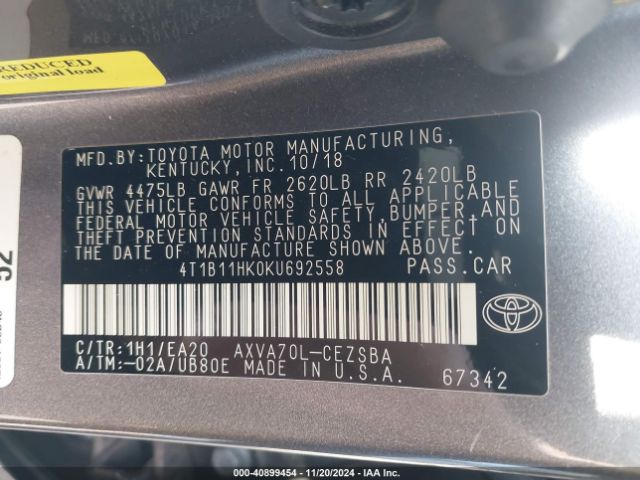 REDUCED
original load
MFD.BY:TOYOTA MOTOR MANUFACTURING,
KENTUCKY,INC.10/18
GVWR 4475LB GAWR FR 2620LB RR 2420LB
THIS VEHICLE CONFORMS TO ALL APPLICABLE
FEDERAL MOTOR VEHICLE SAFETY,BUMPER,AND
THEFT PREVENTION STANDARDS IN EFFECT ON
THE DATE OF MANUFACTURE SHOWN ABOVE.
4T1B11HK0KU692558 PASS.CAR
C/TR:1H1/EA20 AXVA70L-CEZSBA
A/TM:-02A/UB80E MADE IN U.S.A.
67342
TOYOTA
52
000-40899454 | 11/20/2024 - IAA Inc.